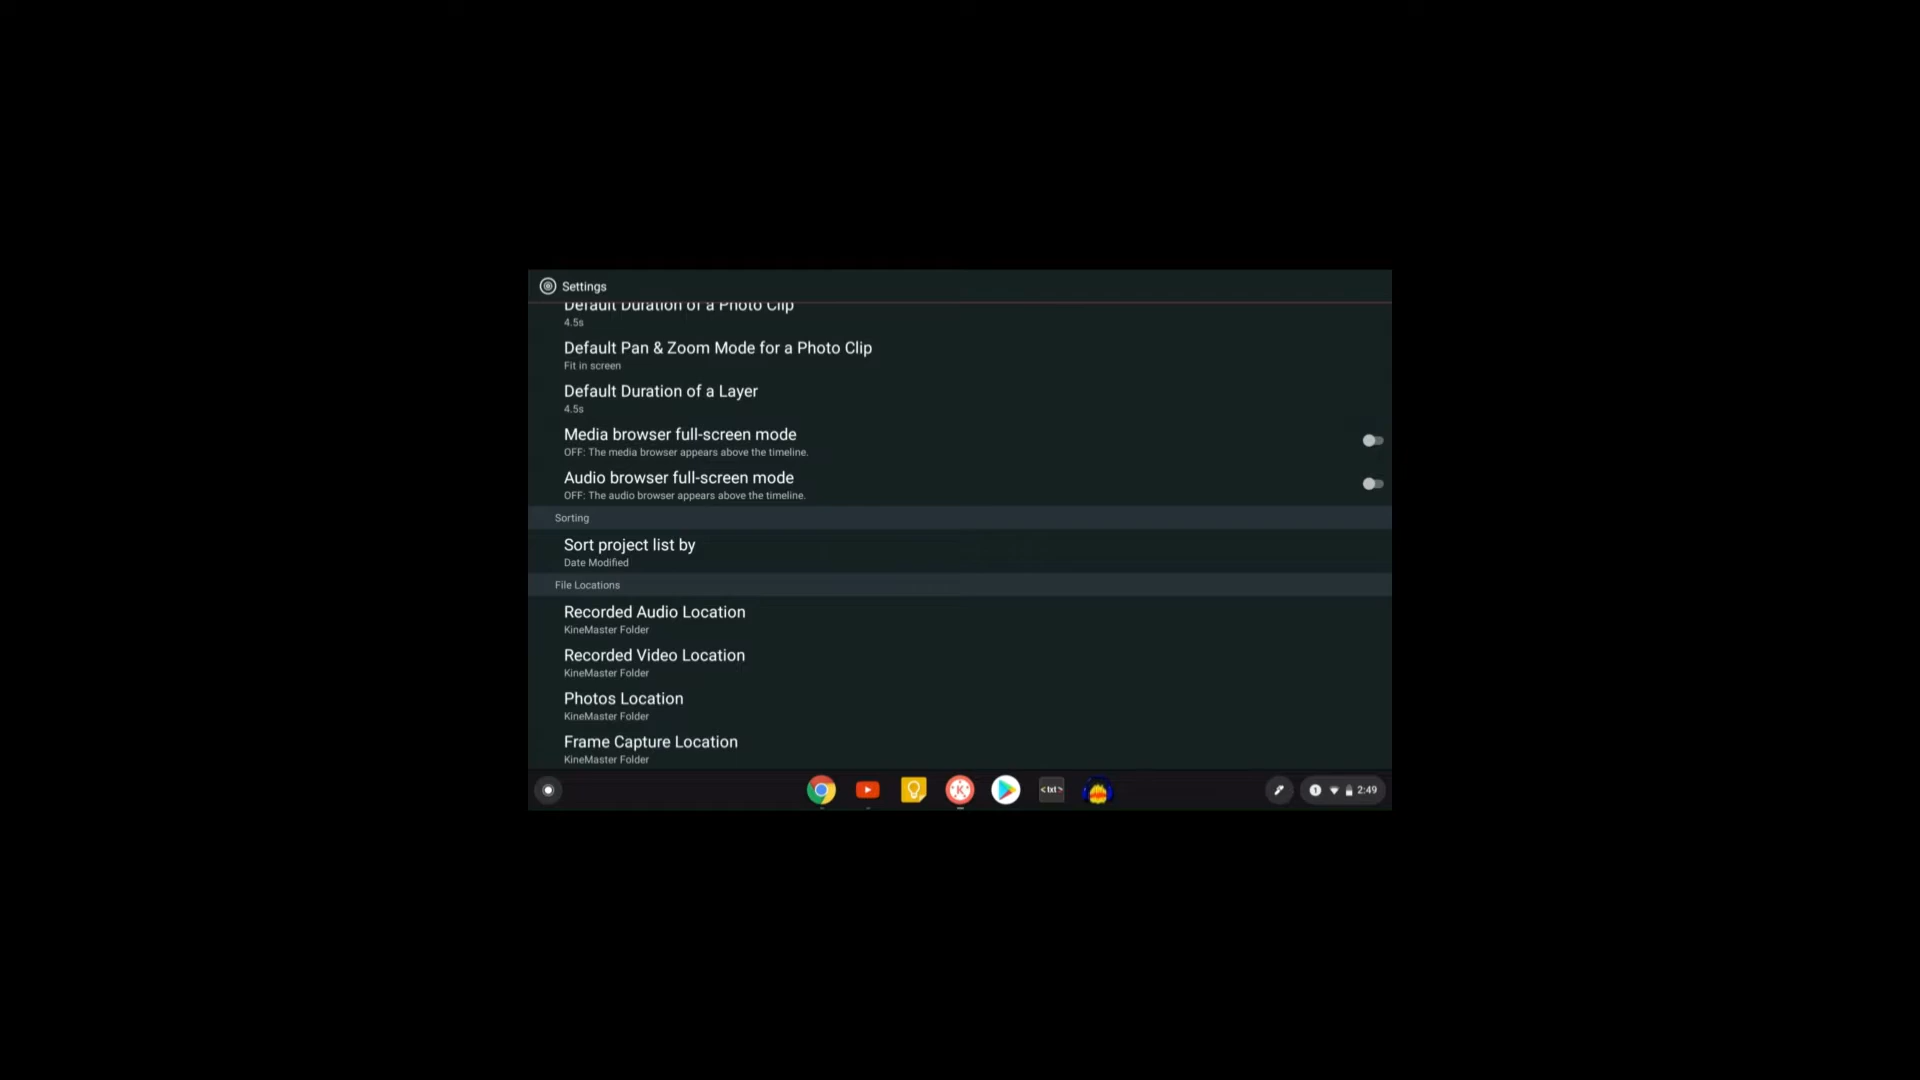 Settings
Default Duration of a Photo Clip
4.5s
Default Pan & Zoom Mode for a Photo Clip
Fit in screen
Default Duration of a Layer
4.5s
Media browser full-screen mode
OFF: The media browser appears above the timeline.
Audio browser full-screen mode
OFF: The audio browser appears above the timeline.
Sorting
Sort project list by
Date Modified
File Locations
Recorded Audio Location
KineMaster Folder
Recorded Video Location
KineMaster Folder
Photos Location
KineMaster Folder
Frame Capture Location
KineMaster Folder
K <txt> 1 2:49